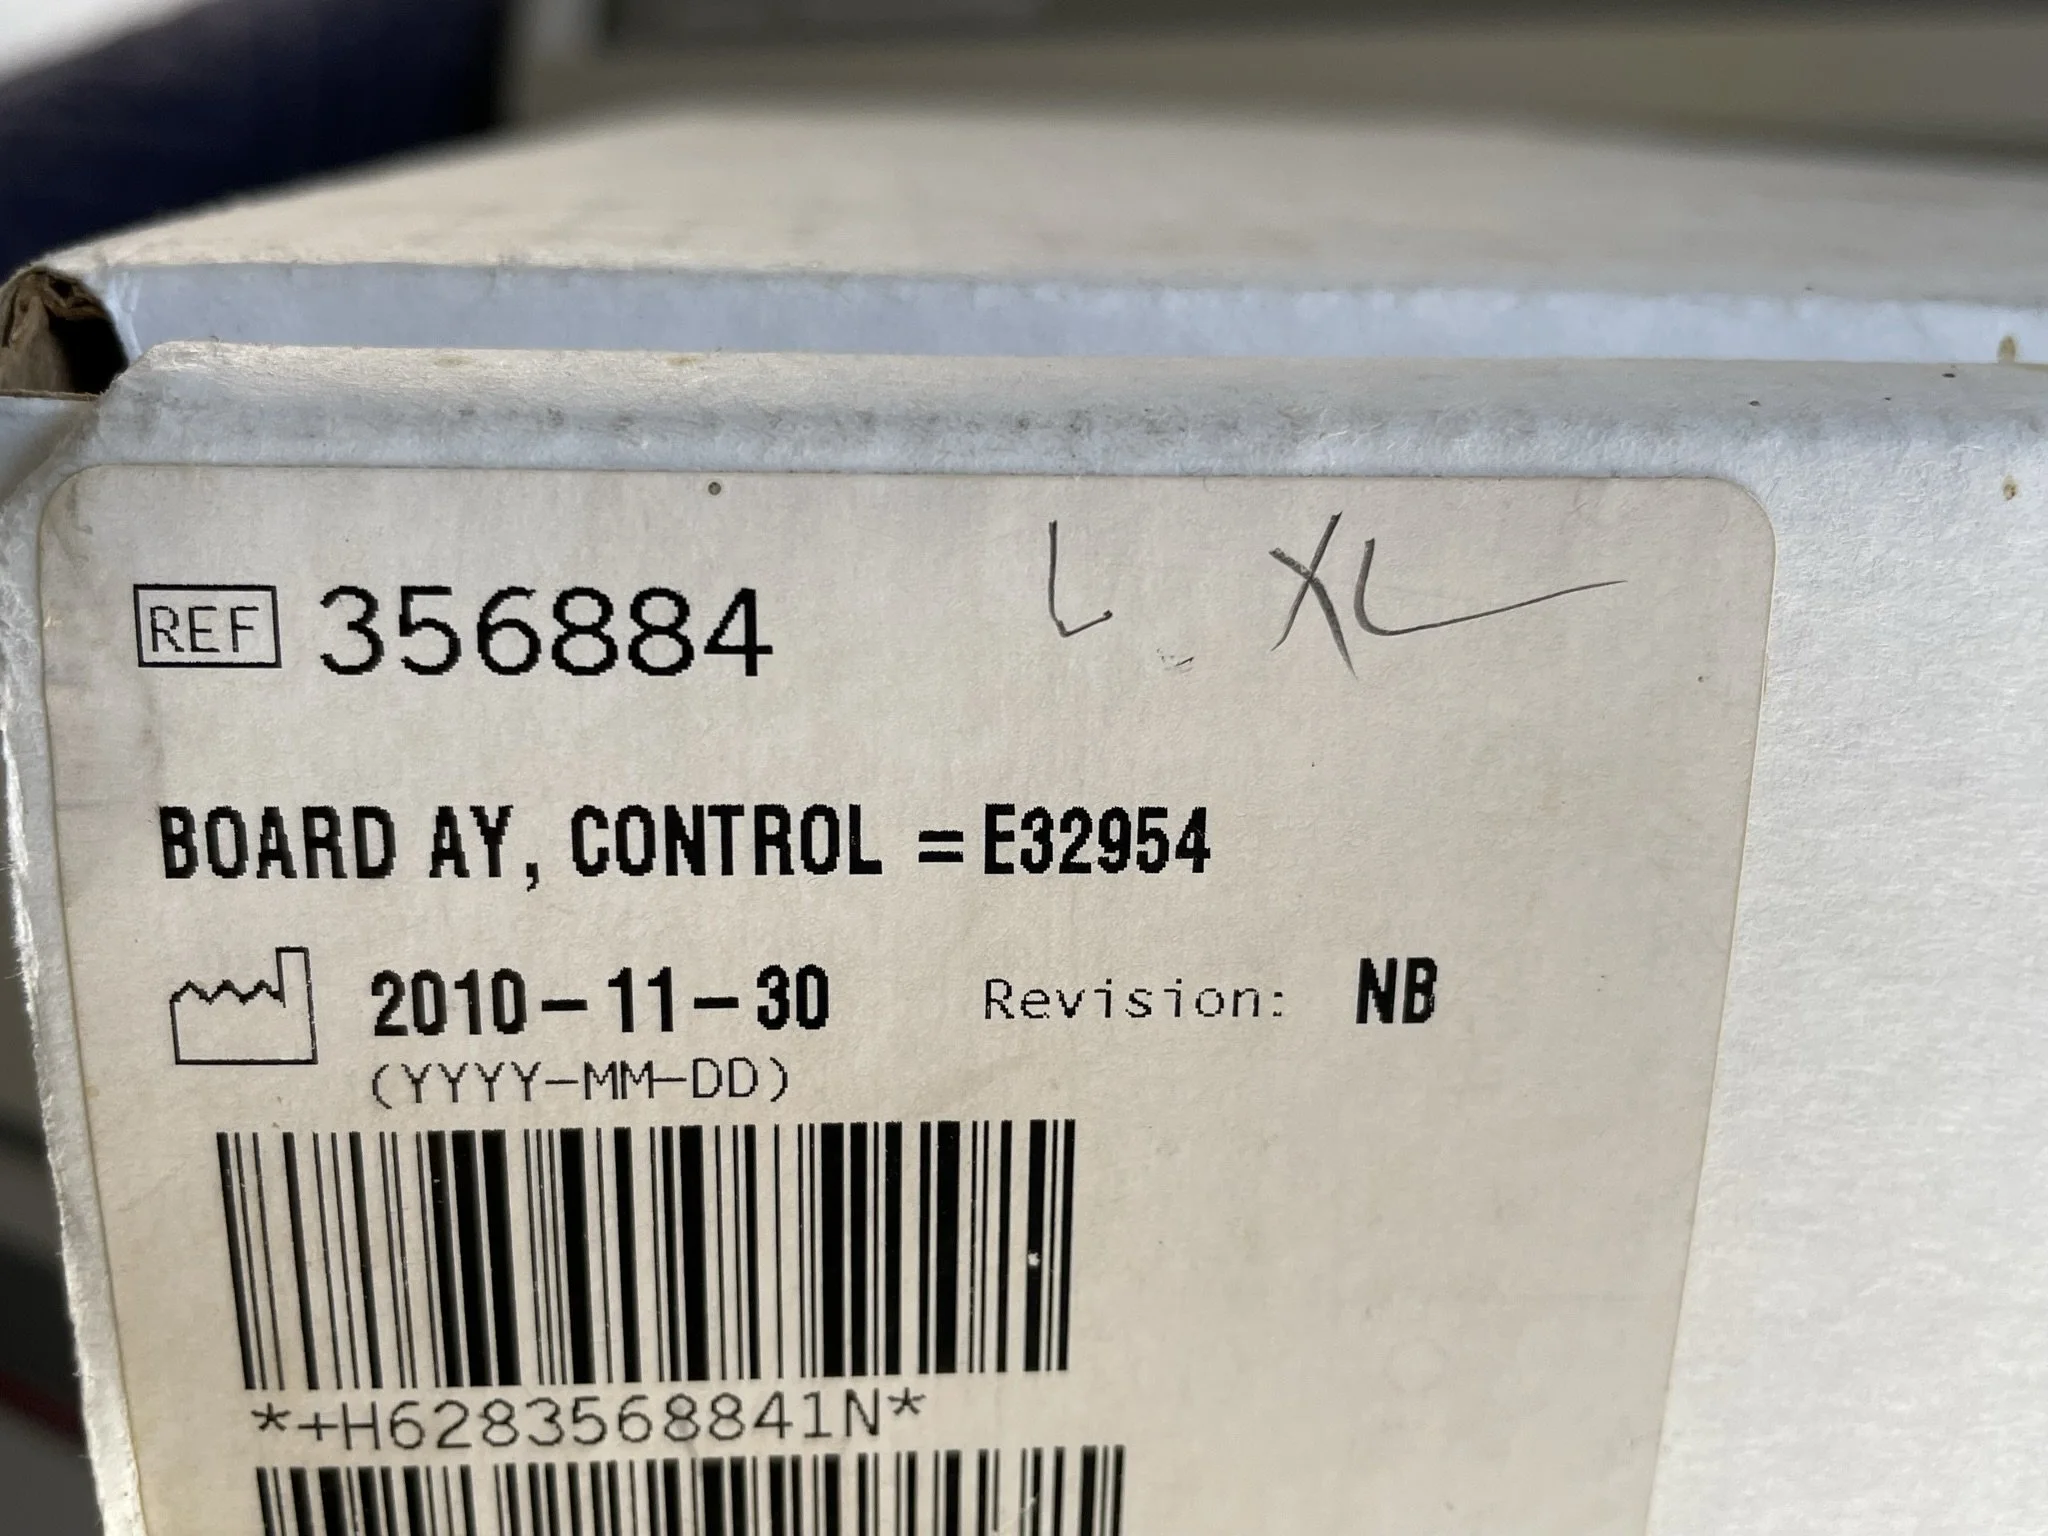 L XL
REF 356884
BOARD AY, CONTROL = E32954
2010-11-30 Revision: NB
(YYYY-MM-DD)
*+H6283568841N*